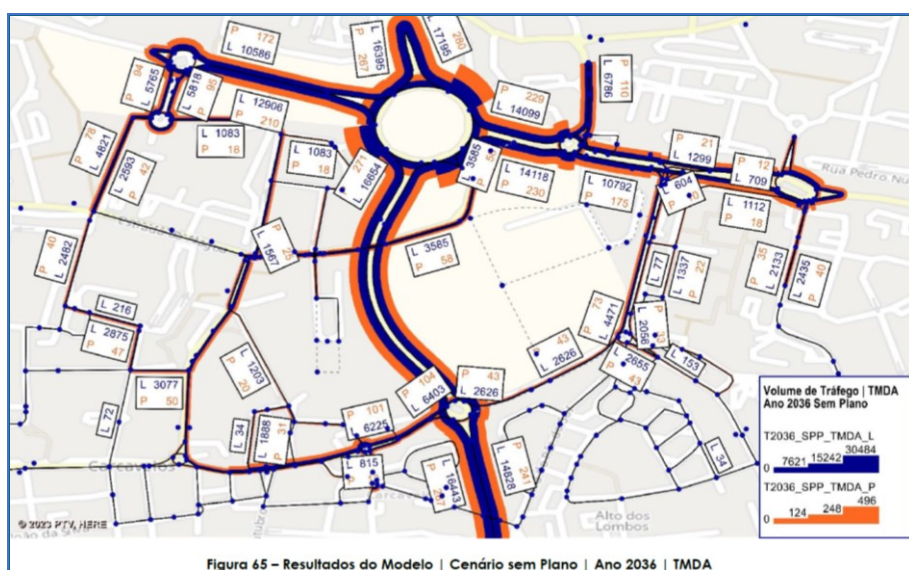 P 172
L 10586
L 16395
P 267
P 280
L 17195
P 94
L 5765
L 5818
P 95
L 12906
P 210
P 229
L 14099
L 6786
P 110
P 78
L 4821
L 2593
P 42
L 1083
P 18
L 1083
P 18
P 271
L 16654
L 3585
L 14118
P 230
L 10792
P 175
P 21
L 1299
P 12
L 709
Rua Pedro Nu
L 604
L 1112
P 18
P 40
L 2482
L 1567
P 25
L 3585
P 58
L 77
L 1337
P 22
P 35
L 2133
L 2435
P 40
L 216
L 2875
P 47
P 73
L 4471
L 2056
P 33
P 43
L 2626
L 2655
P 43
L 153
L 3077
P 50
L 1203
P 20
P 104
L 6403
P 43
L 2626
L 72
L 34
L 1888
P 31
P 101
L 6225
L 815
L 16443
P 267
L 14828
P 241
L 34
Carcavelos
Alto dos
Lombos
© 2023 PTV, HERE
Volume de Tráfego | TMDA
Ano 2036 Sem Plano
T2036_SPP_TMDA_L
0 7621 15242 30484
T2036_SPP_TMDA_P
0 124 248 496
Figura 65 – Resultados do Modelo | Cenário sem Plano | Ano 2036 | TMDA